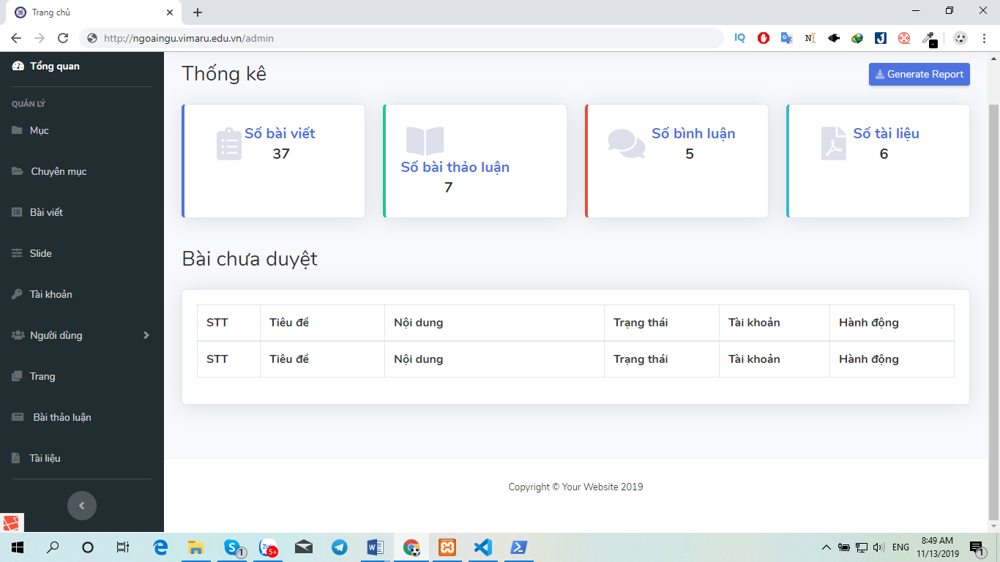 Trang chủ
http://ngoaingu.vimaru.edu.vn/admin
Tổng quan
QUẢN LÝ
Mục
Chuyên mục
Bài viết
Slide
Tài khoản
Người dùng
Trang
Bài thảo luận
Tài liệu
Thống kê
Generate Report
Số bài viết
37
Số bài thảo luận
7
Số bình luận
5
Số tài liệu
6
Bài chưa duyệt
STT Tiêu đề Nội dung Trạng thái Tài khoản Hành động
STT Tiêu đề Nội dung Trạng thái Tài khoản Hành động
Copyright © Your Website 2019
ENG
8:49 AM
11/13/2019